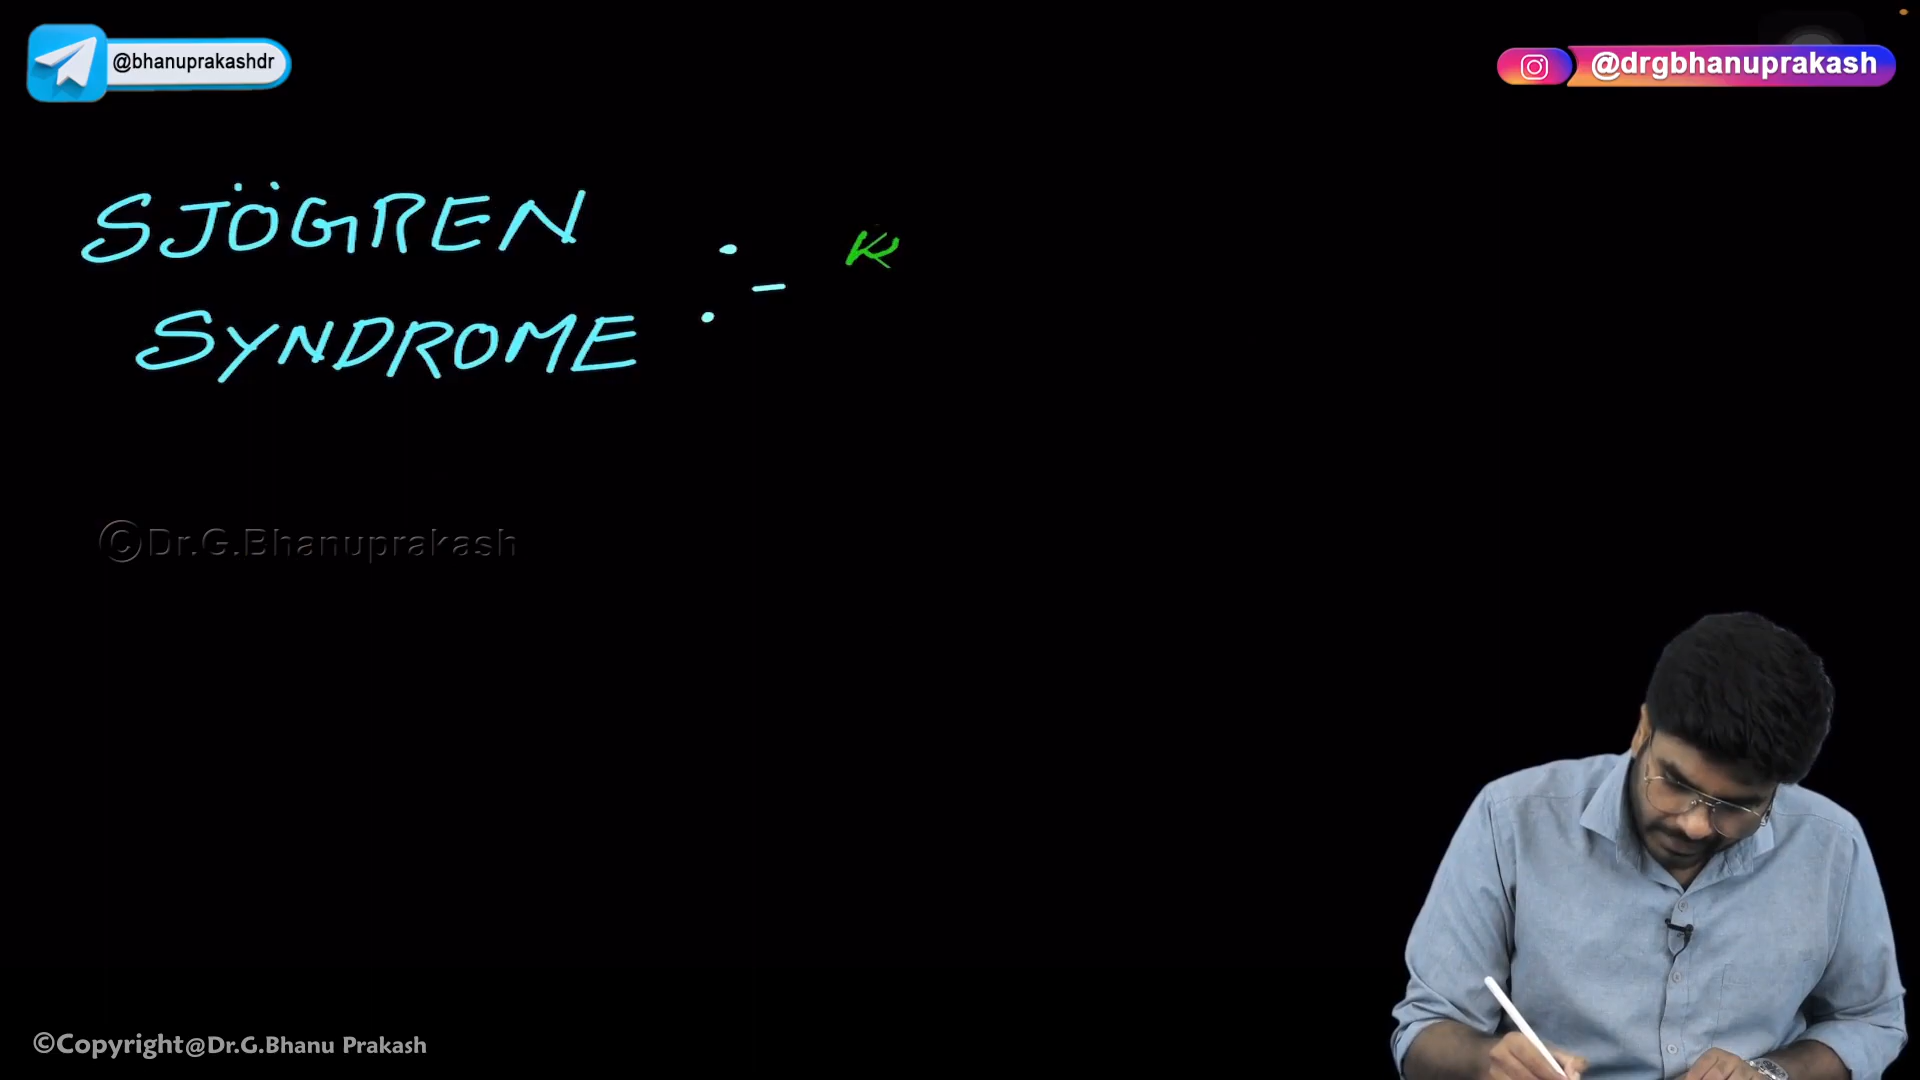 @bhanuprakashdr
@drgbhanuprakash
SJÖGREN
SYNDROME :- K
©Dr.G.Bhanuprakash
©Copyright@Dr.G.Bhanu Prakash